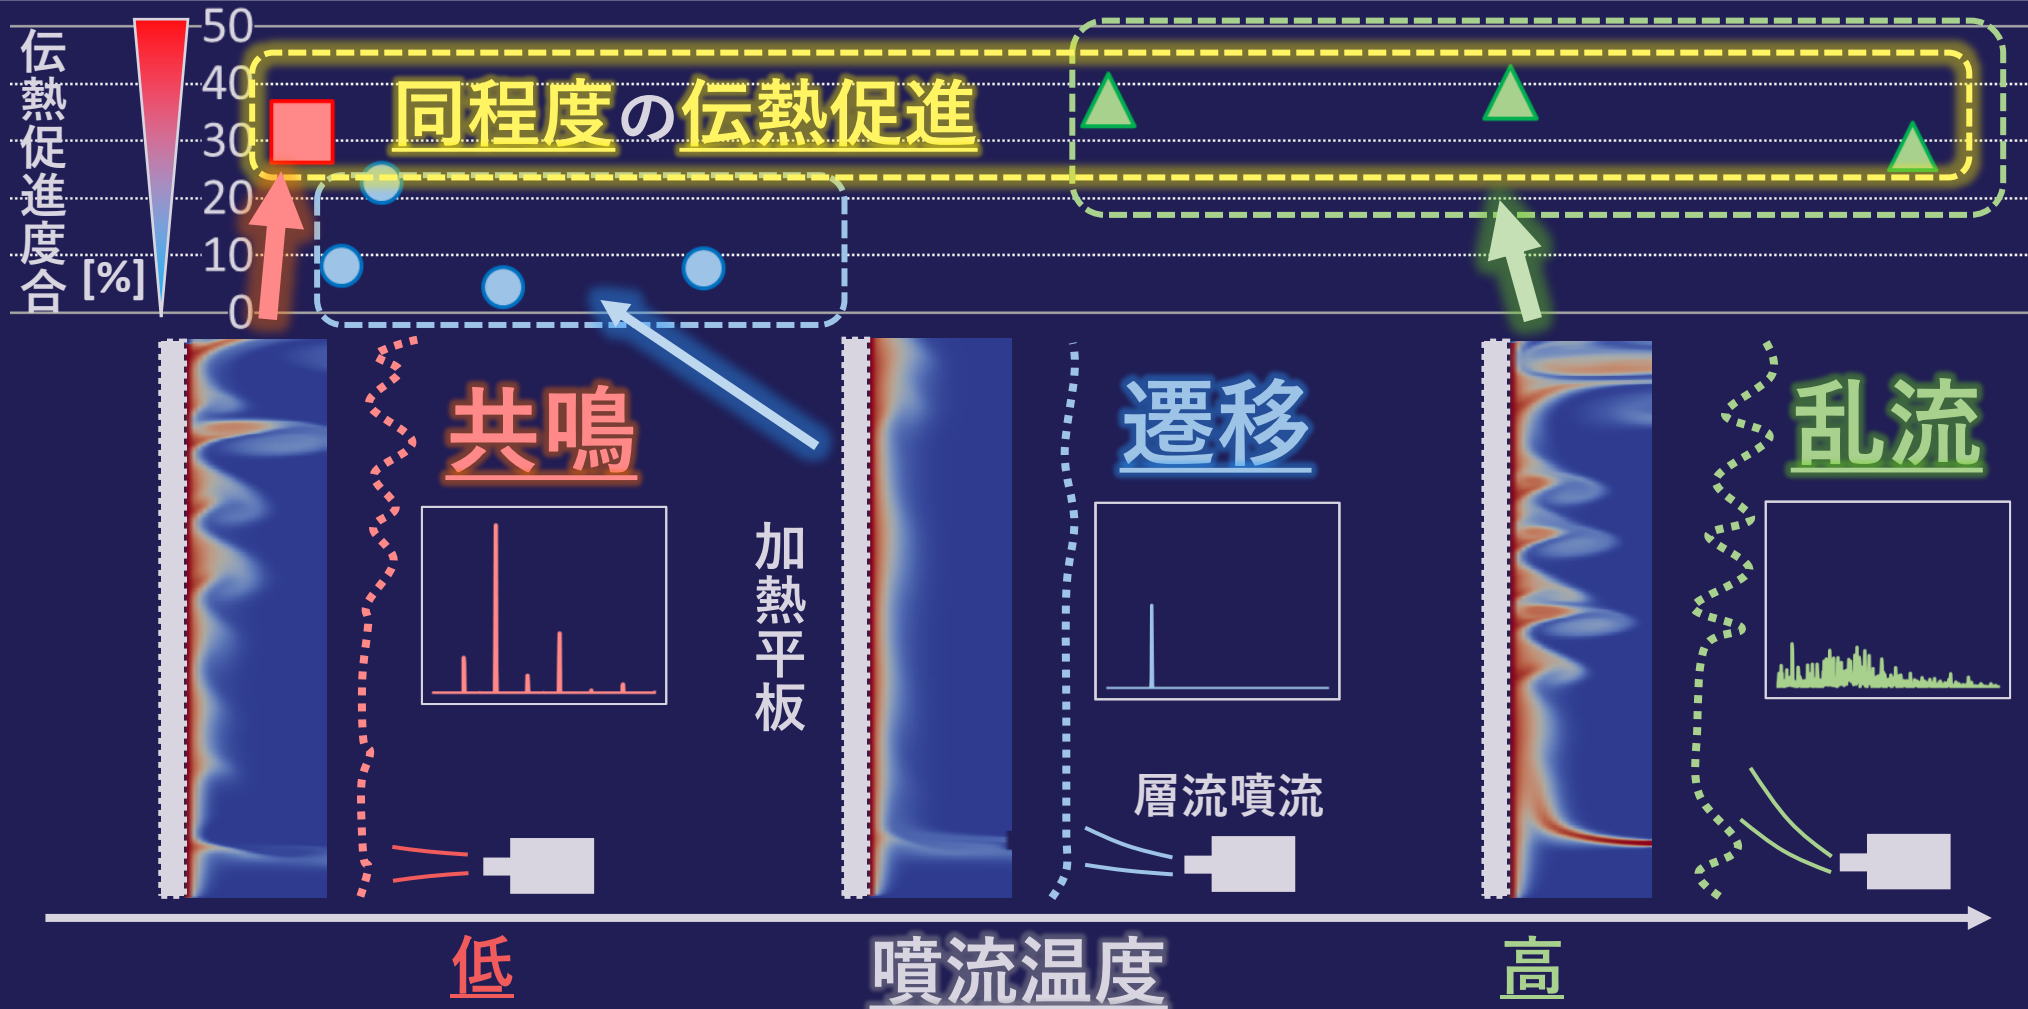 伝熱促進度合
[%]
50
40
30
20
10
0
同程度の伝熱促進
共鳴
遷移
乱流
加熱平板
層流噴流
低
噴流温度
高